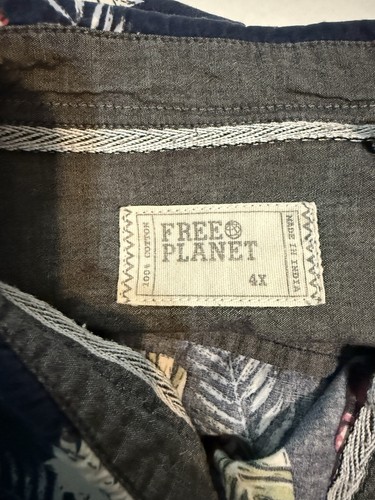 100% COTTON
FREE
PLANET
4X
MADE IN INDIA